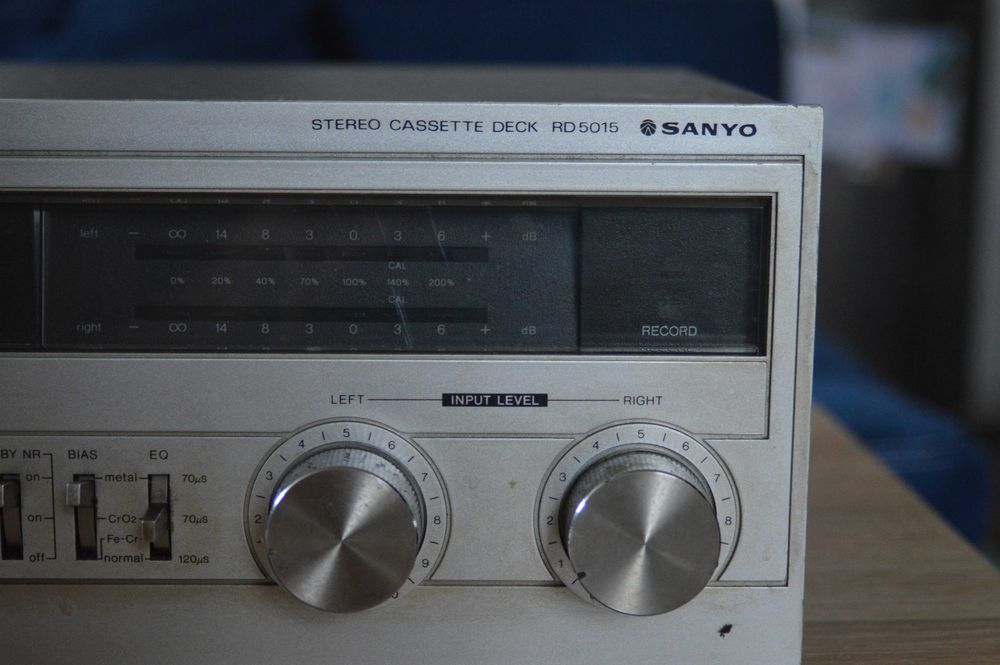 STEREO CASSETTE DECK RD5015 SANYO
left − ∞ 14 8 3 0 3 6 + dB
CAL
0% 20% 40% 70% 100% 140% 200%
CAL
right − ∞ 14 8 3 0 3 6 + dB
RECORD
LEFT INPUT LEVEL RIGHT
BY NR BIAS EQ
on metal 70μs
on CrO2 70μs
Fe-Cr
off normal 120μs
1 2 3 4 5 6 7 8 9
1 2 3 4 5 6 7 8